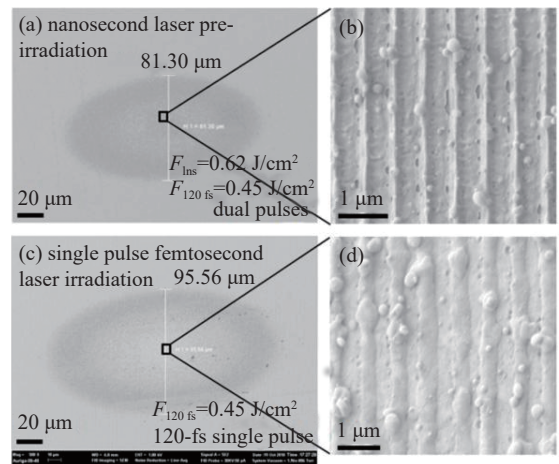 (a) nanosecond laser pre-
irradiation
81.30 μm
F1ns=0.62 J/cm2
F120 fs=0.45 J/cm2
dual pulses
20 μm
(b)
1 μm
(c) single pulse femtosecond
laser irradiation
95.56 μm
F120 fs=0.45 J/cm2
120-fs single pulse
20 μm
(d)
1 μm